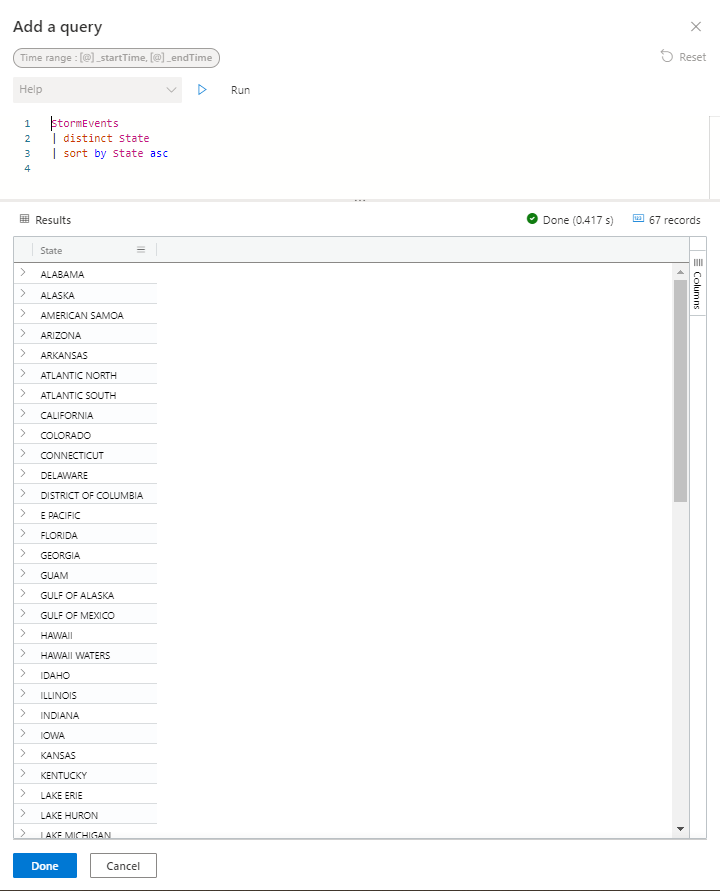 Add a query
Time range : [@] _startTime, [@] _endTime
Reset
Help
Run
1 StormEvents
2 | distinct State
3 | sort by State asc
4
...
Results
Done (0.417 s)
67 records
State
Columns
ALABAMA
ALASKA
AMERICAN SAMOA
ARIZONA
ARKANSAS
ATLANTIC NORTH
ATLANTIC SOUTH
CALIFORNIA
COLORADO
CONNECTICUT
DELAWARE
DISTRICT OF COLUMBIA
E PACIFIC
FLORIDA
GEORGIA
GUAM
GULF OF ALASKA
GULF OF MEXICO
HAWAII
HAWAII WATERS
IDAHO
ILLINOIS
INDIANA
IOWA
KANSAS
KENTUCKY
LAKE ERIE
LAKE HURON
LAKE MICHIGAN
Done
Cancel